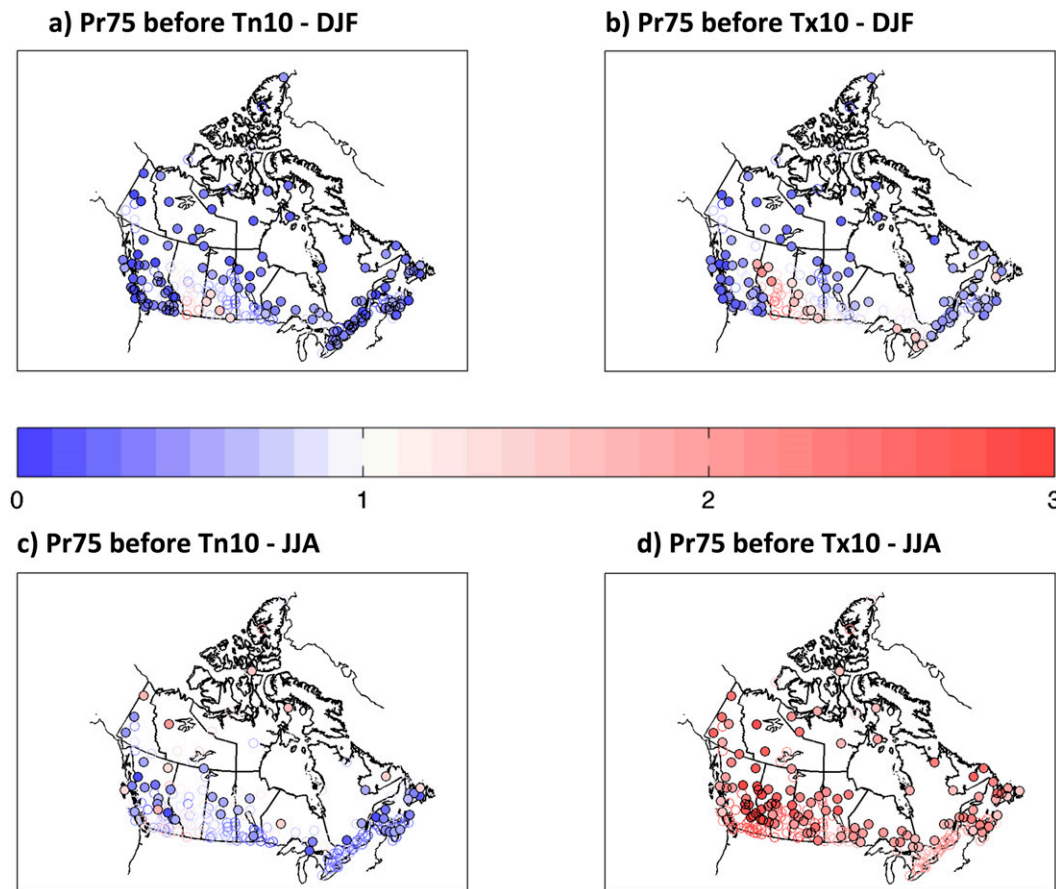 a) Pr75 before Tn10 - DJF
b) Pr75 before Tx10 - DJF
0 1 2 3
c) Pr75 before Tn10 - JJA
d) Pr75 before Tx10 - JJA